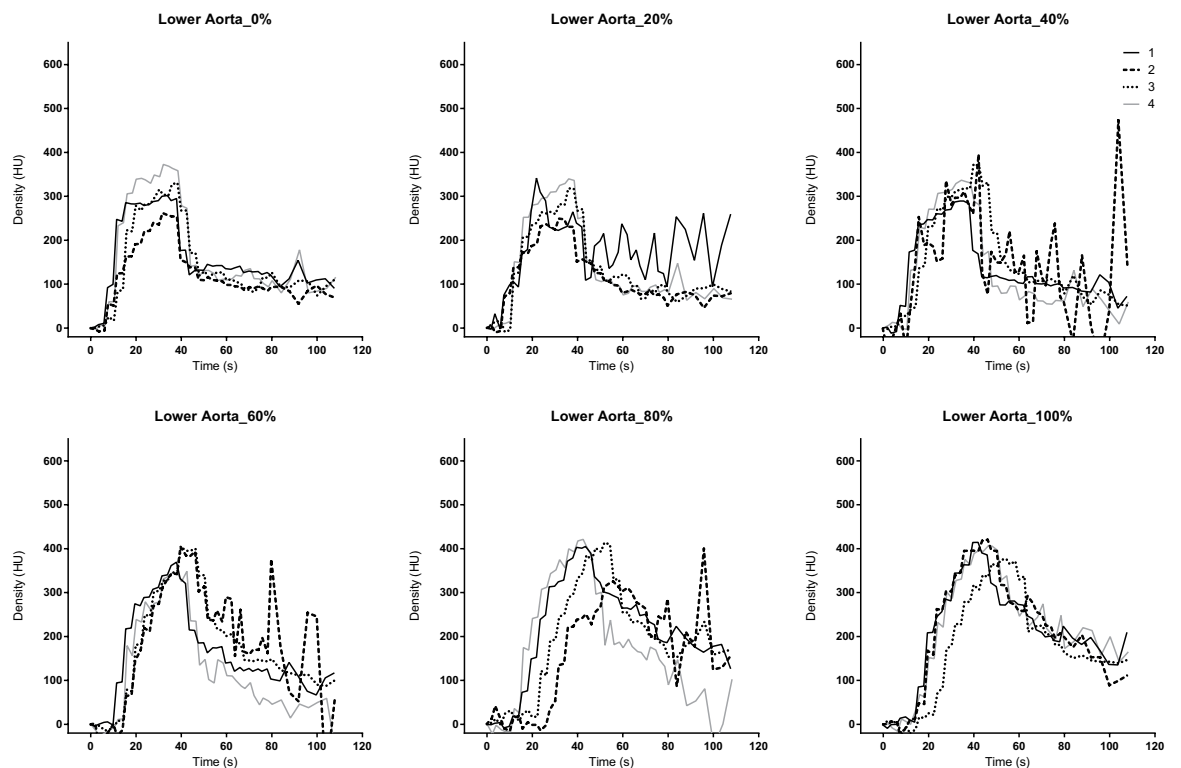 Lower Aorta_0%
Density (HU)
600
500
400
300
200
100
0
0 20 40 60 80 100 120
Time (s)
Lower Aorta_20%
Density (HU)
600
500
400
300
200
100
0
0 20 40 60 80 100 120
Time (s)
Lower Aorta_40%
1
2
3
4
Density (HU)
600
500
400
300
200
100
0
0 20 40 60 80 100 120
Time (s)
Lower Aorta_60%
Density (HU)
600
500
400
300
200
100
0
0 20 40 60 80 100 120
Time (s)
Lower Aorta_80%
Density (HU)
600
500
400
300
200
100
0
0 20 40 60 80 100 120
Time (s)
Lower Aorta_100%
Density (HU)
600
500
400
300
200
100
0
0 20 40 60 80 100 120
Time (s)